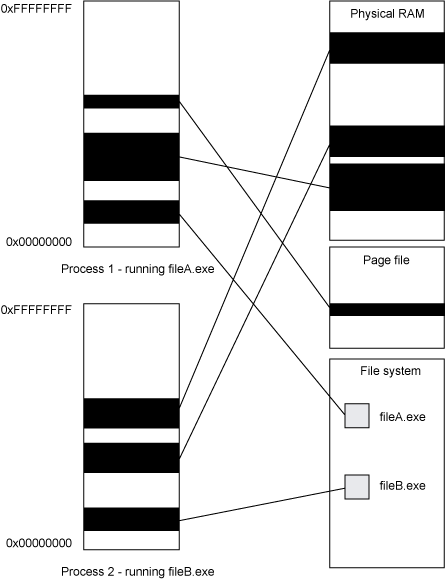 0xFFFFFFFF
0x00000000
Process 1 - running fileA.exe
0xFFFFFFFF
0x00000000
Process 2 - running fileB.exe
Physical RAM
Page file
File system
fileA.exe
fileB.exe